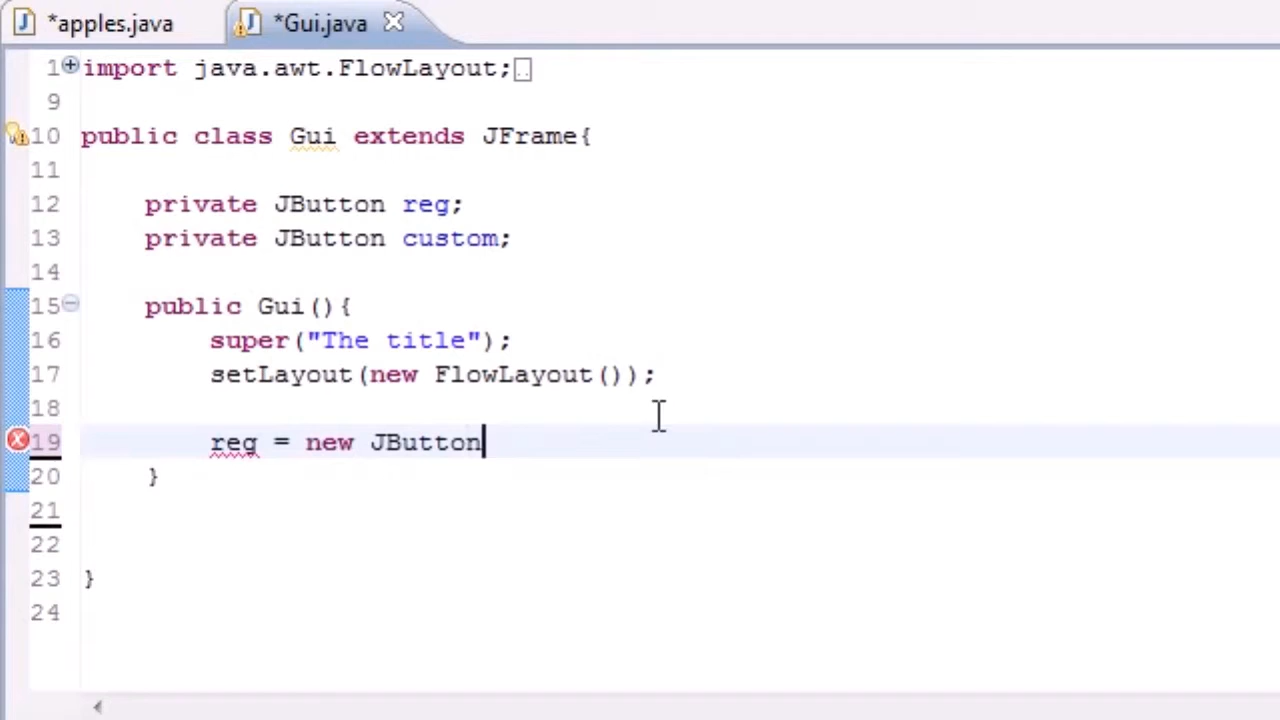 *apples.java *Gui.java
1 import java.awt.FlowLayout;
9
10 public class Gui extends JFrame{
11
12 private JButton reg;
13 private JButton custom;
14
15 public Gui(){
16 super("The title");
17 setLayout(new FlowLayout());
18
19 reg = new JButton
20 }
21
22
23 }
24